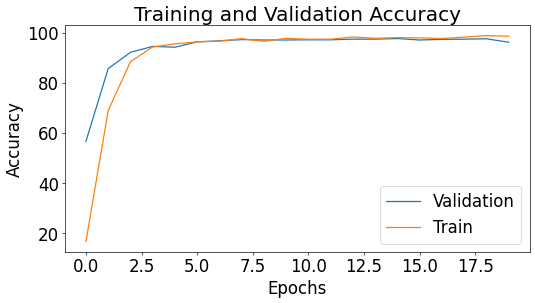 Training and Validation Accuracy
100
80
60
40
20
Accuracy
0.0 2.5 5.0 7.5 10.0 12.5 15.0 17.5
Epochs
Validation
Train